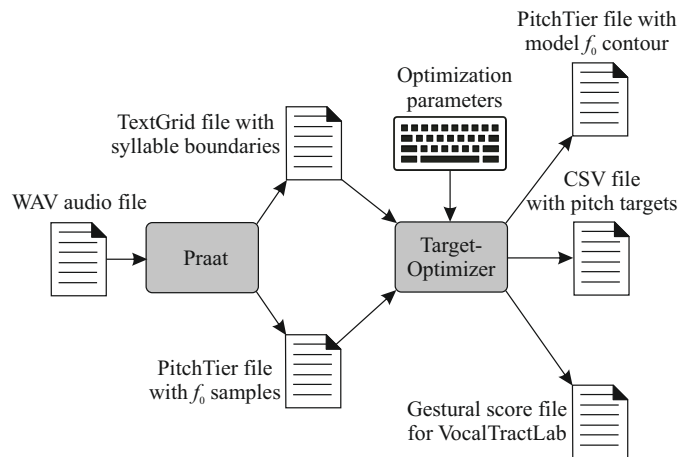 PitchTier file with
model f₀ contour
Optimization
parameters
TextGrid file with
syllable boundaries
WAV audio file
CSV file
with pitch targets
Praat
Target-
Optimizer
PitchTier file
with f₀ samples
Gestural score file
for VocalTractLab